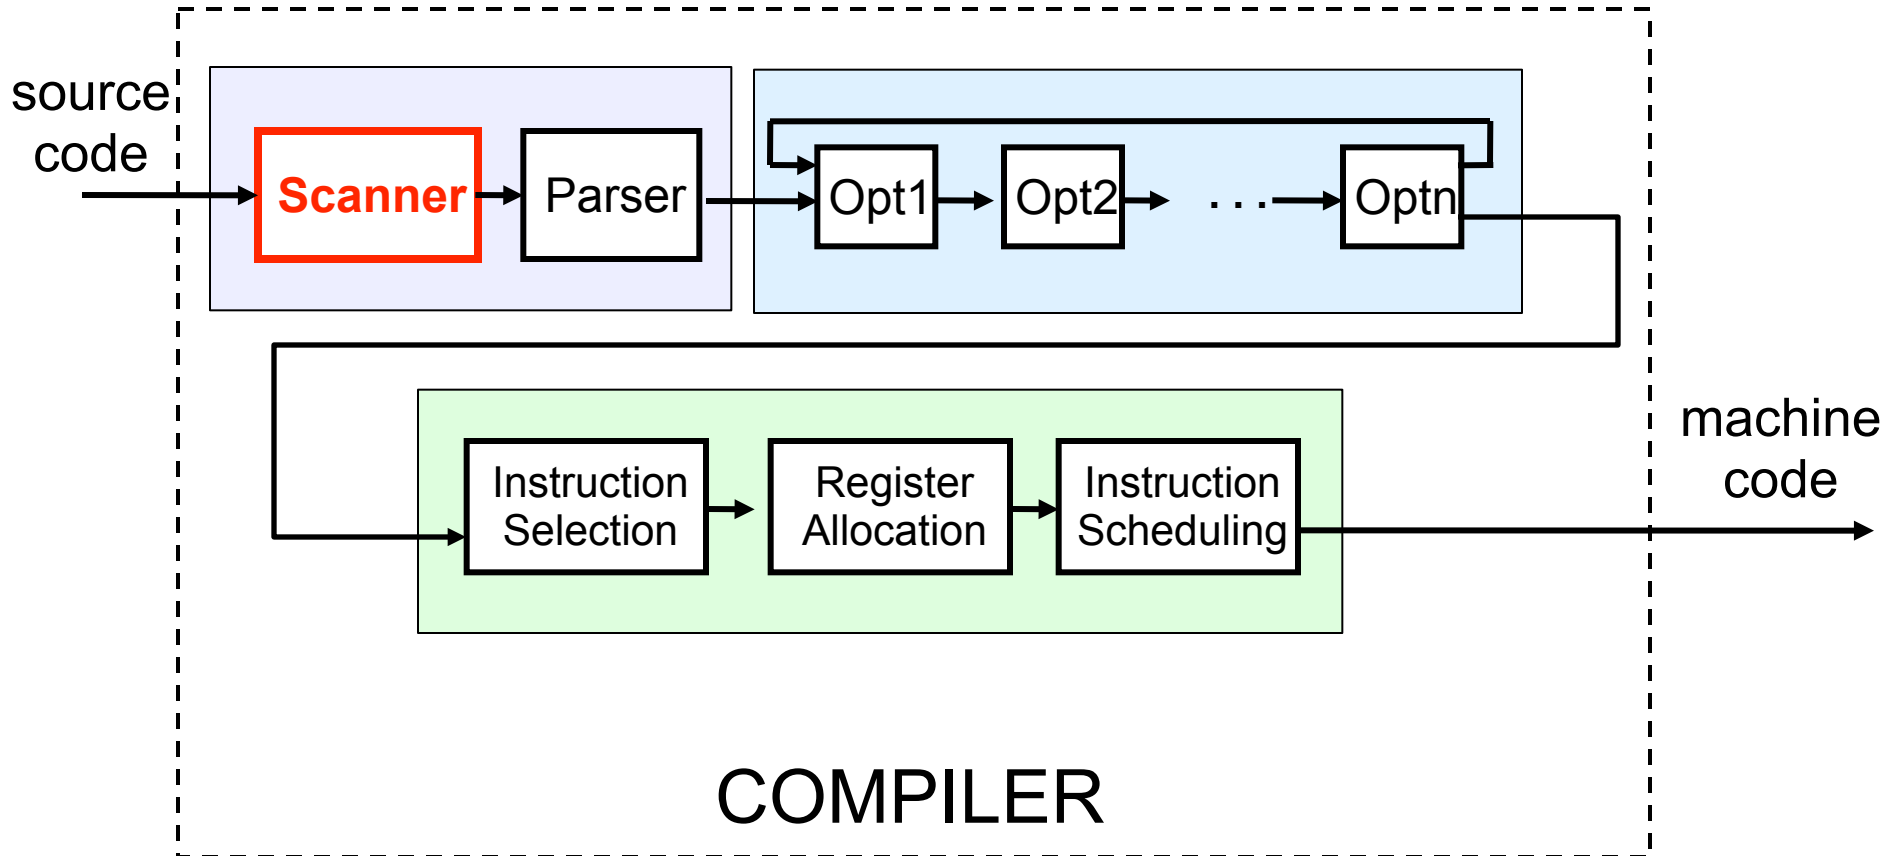 source
code
Scanner
Parser
Opt1
Opt2
. . .
Optn
Instruction
Selection
Register
Allocation
Instruction
Scheduling
machine
code
COMPILER